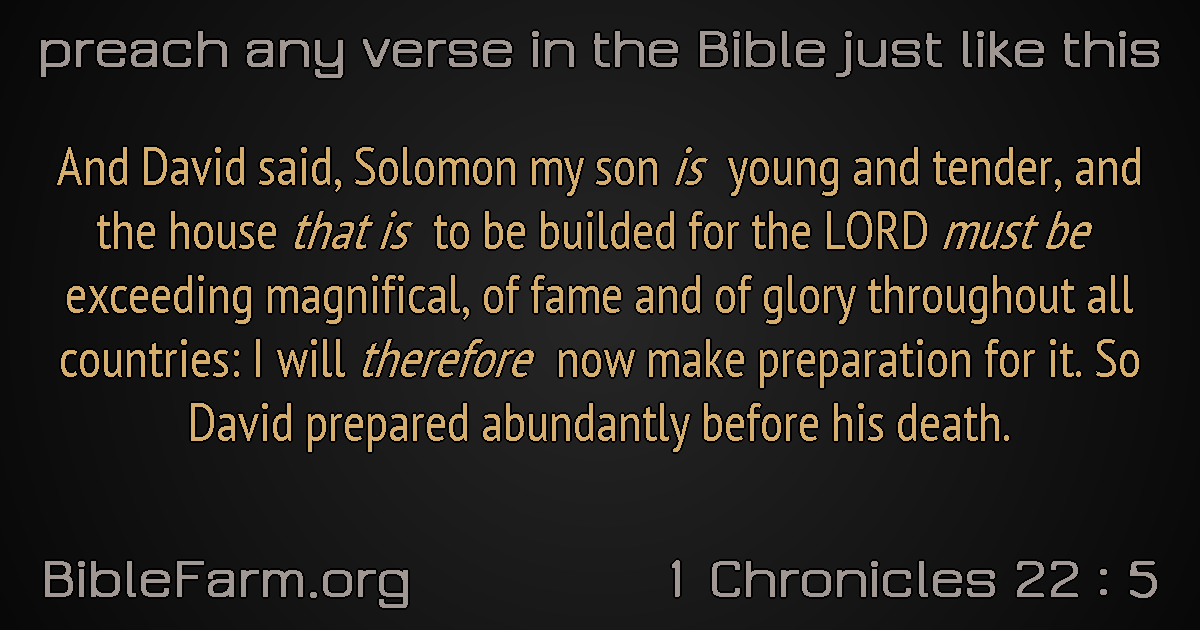 preach any verse in the Bible just like this
And David said, Solomon my son is young and tender, and
the house that is to be builded for the LORD must be
exceeding magnifical, of fame and of glory throughout all
countries: I will therefore now make preparation for it. So
David prepared abundantly before his death.
BibleFarm.org
1 Chronicles 22 : 5